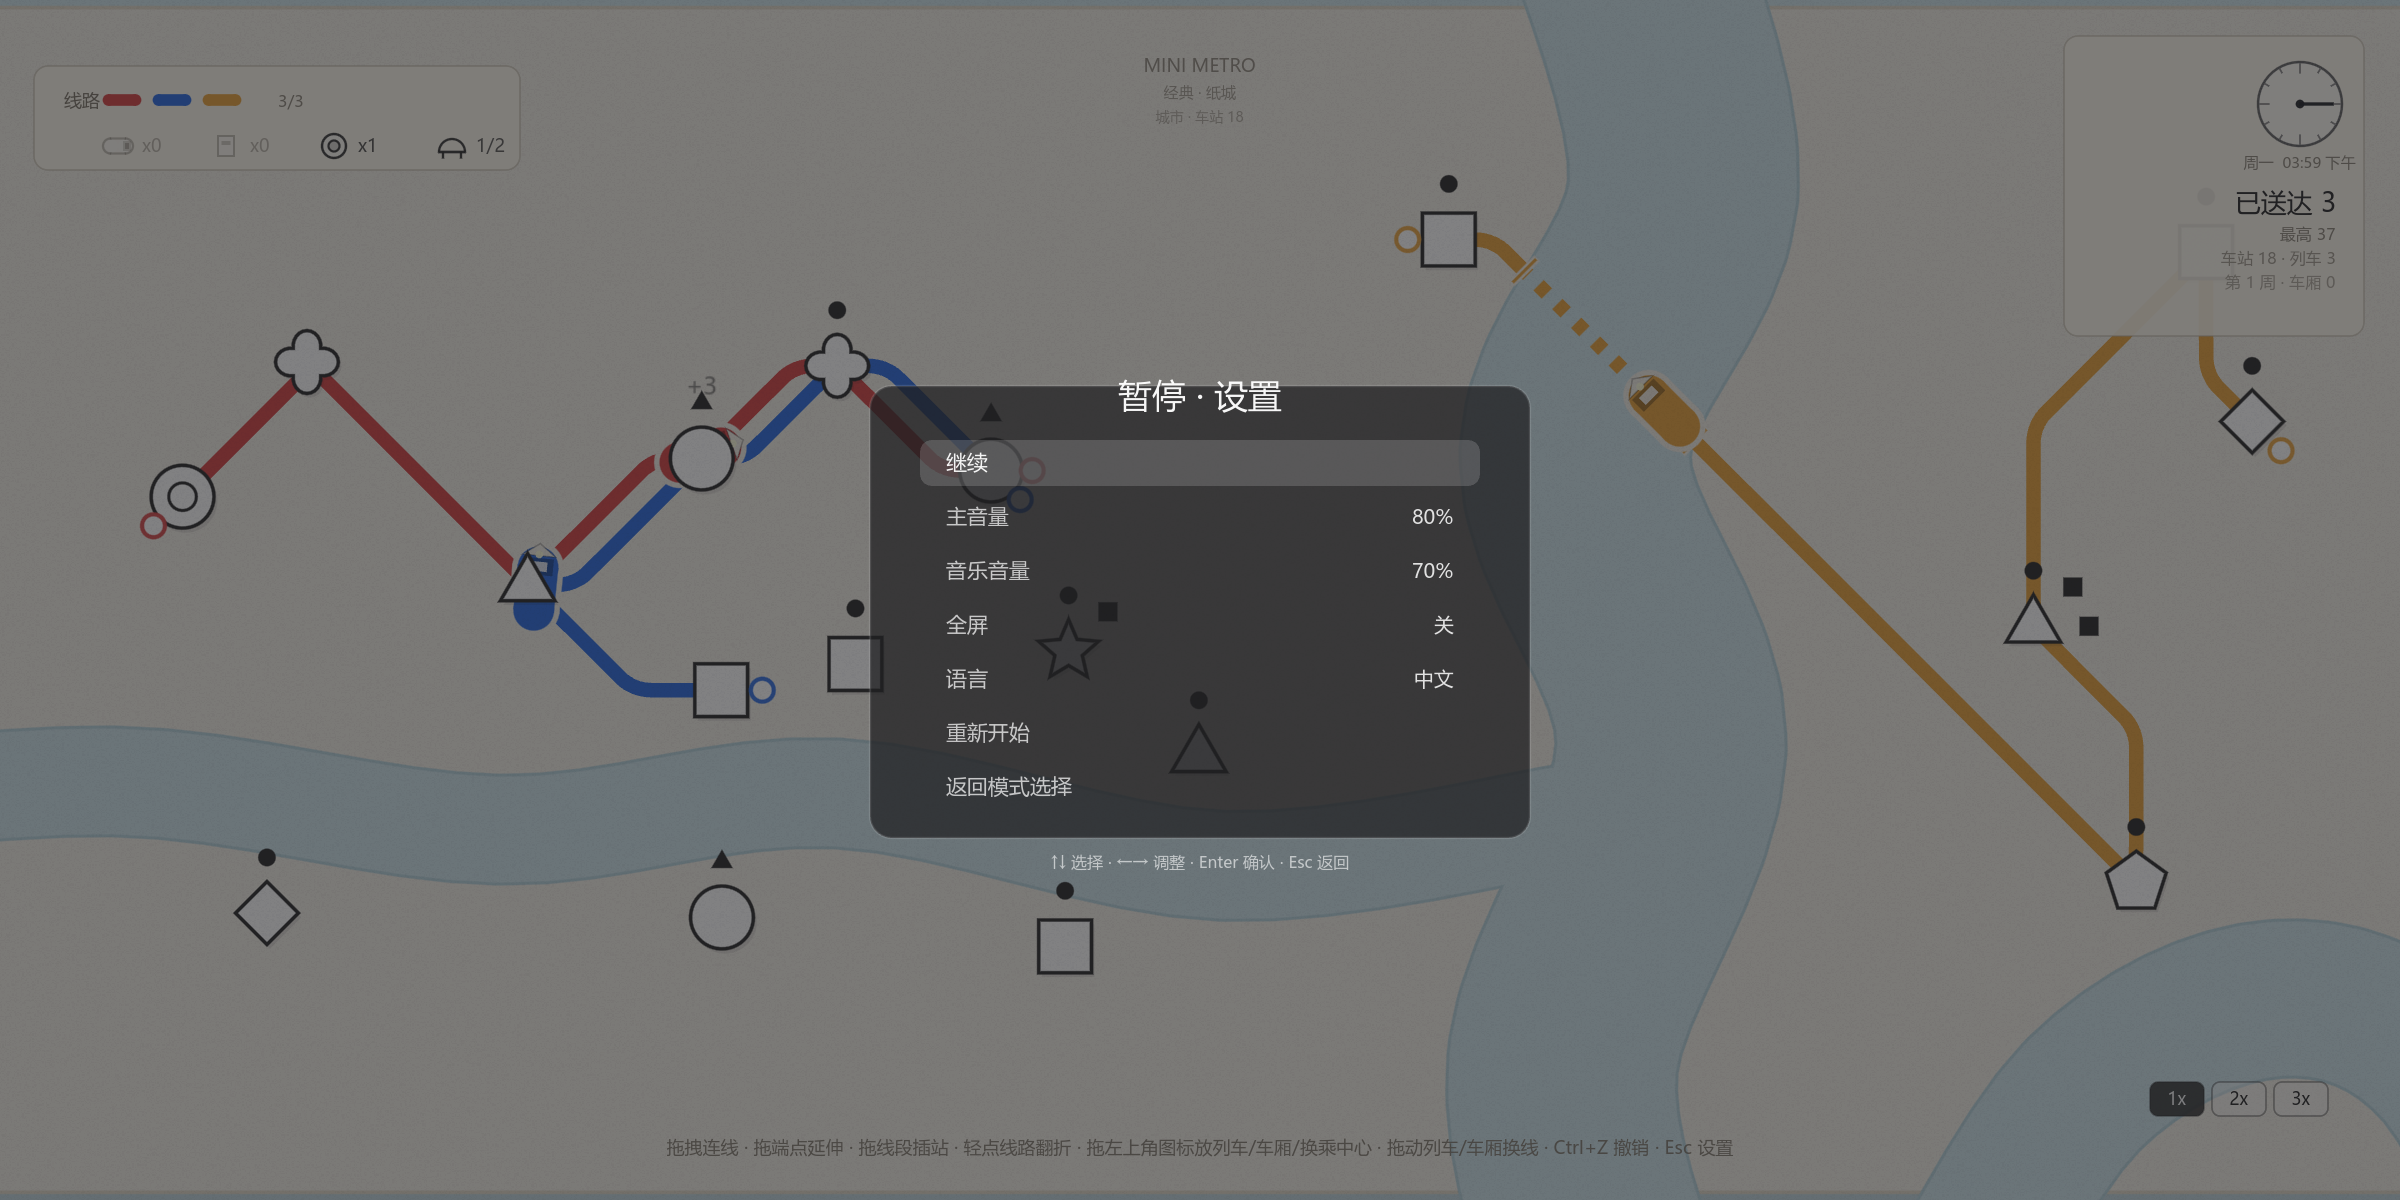 线路 3/3
x0 x0 x1 1/2
MINI METRO
经典 · 纸城
城市 · 车站 18
周一 03:59 下午
已送达 3
最高 37
车站 18 · 列车 3
第 1 周 · 车厢 0
+3
暂停 · 设置
继续
主音量 80%
音乐音量 70%
全屏 关
语言 中文
重新开始
返回模式选择
↑↓ 选择 · ←→ 调整 · Enter 确认 · Esc 返回
1x 2x 3x
拖拽连线 · 拖端点延伸 · 拖线段插站 · 轻点线路翻折 · 拖左上角图标放列车/车厢/换乘中心 · 拖动列车/车厢换线 · Ctrl+Z 撤销 · Esc 设置